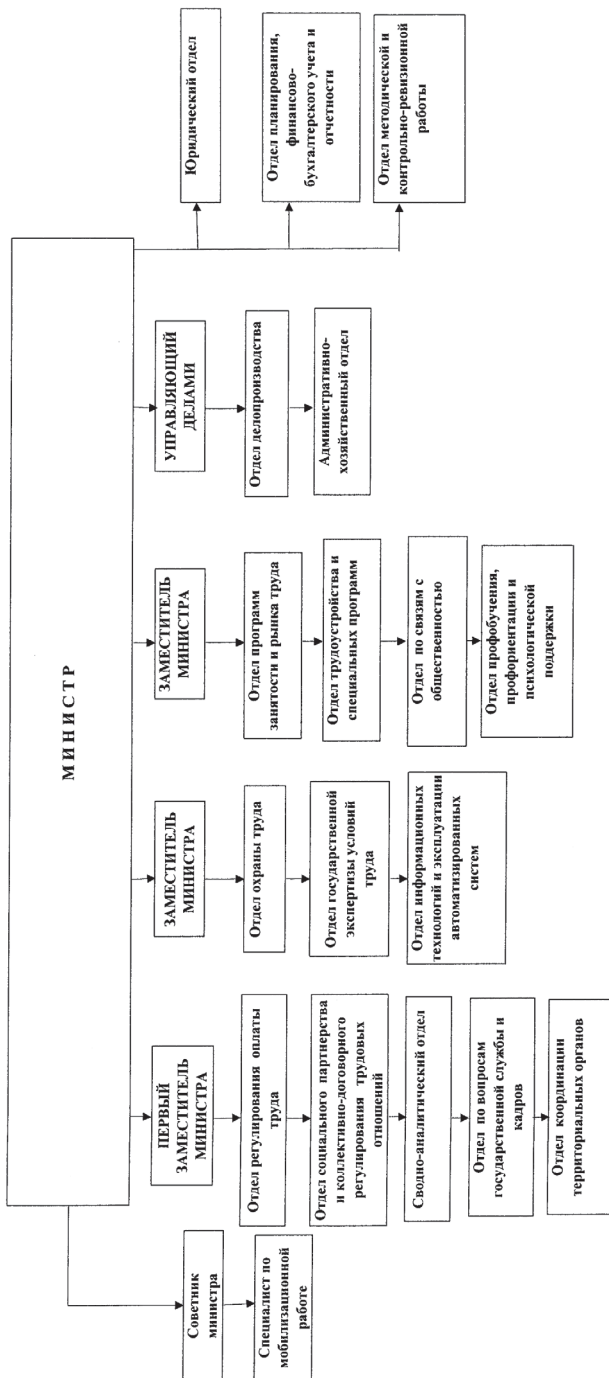 МИНИСТР
Советник
министра
Специалист по
мобилизационной
работе
ПЕРВЫЙ
ЗАМЕСТИТЕЛЬ
МИНИСТРА
Отдел регулирования оплаты
труда
Отдел социального партнерства
и коллективно-договорного
регулирования трудовых
отношений
Сводно-аналитический отдел
Отдел по вопросам
государственной службы и
кадров
Отдел координации
территориальных органов
ЗАМЕСТИТЕЛЬ
МИНИСТРА
Отдел охраны труда
Отдел государственной
экспертизы условий
труда
Отдел информационных
технологий и эксплуатации
автоматизированных
систем
ЗАМЕСТИТЕЛЬ
МИНИСТРА
Отдел программ
занятости и рынка труда
Отдел трудоустройства и
специальных программ
Отдел по связям с
общественностью
Отдел профобучения,
профориентации и
психологической
поддержки
УПРАВЛЯЮЩИЙ
ДЕЛАМИ
Отдел делопроизводства
Административно-
хозяйственный отдел
Юридический отдел
Отдел планирования,
финансово-
бухгалтерского учета и
отчетности
Отдел методической и
контрольно-ревизионной
работы